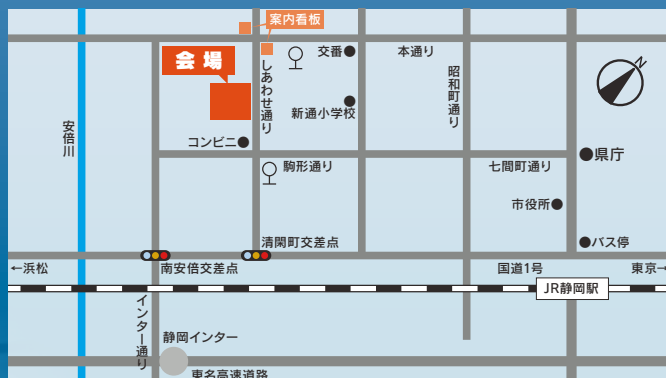 案内看板
会場
交番
本通り
N
しあわせ通り
昭和町通り
新通小学校
安倍川
コンビニ
県庁
駒形通り
七間町通り
市役所
清閑町交差点
バス停
←浜松
南安倍交差点
国道1号
東京→
JR静岡駅
インター通り
静岡インター
東名高速道路